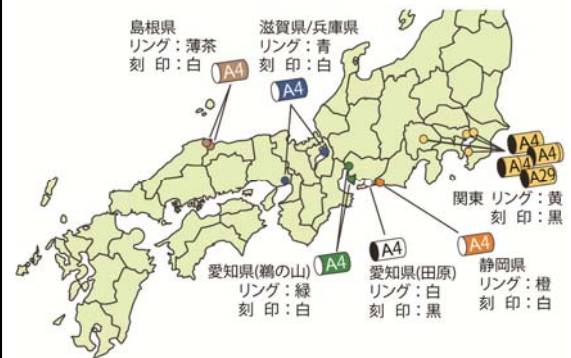 島根県
リング：薄茶
刻　印：白
A4
滋賀県/兵庫県
リング：青
刻　印：白
A4
A4
A4
A4
A29
関東 リング：黄
刻　印：黒
愛知県(鵜の山)
リング：緑
刻　印：白
A4
愛知県(田原)
リング：白
刻　印：黒
A4
静岡県
リング：橙
刻　印：白
A4